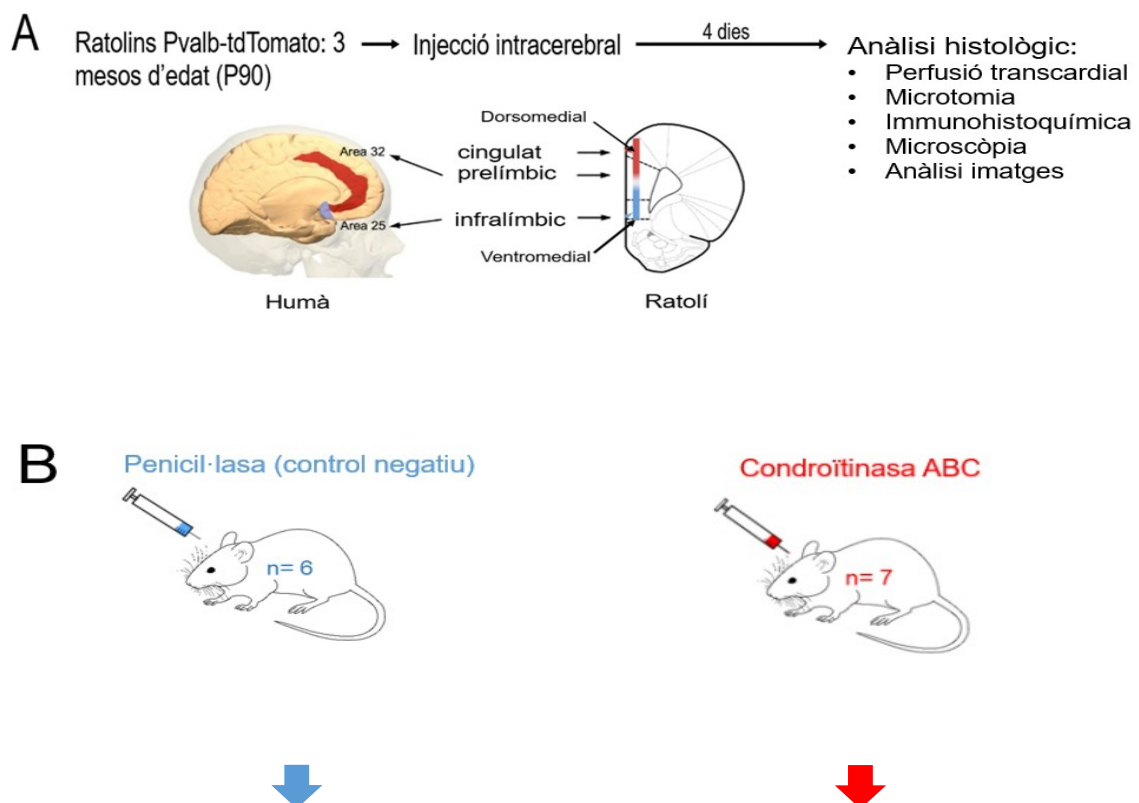 A
Ratolins Pvalb-tdTomato: 3
mesos d'edat (P90)
Injecció intracerebral
4 dies
Anàlisi histològic:
• Perfusió transcardial
• Microtomia
• Immunohistoquímica
• Microscòpia
• Anàlisi imatges
Area 32
Area 25
Humà
Dorsomedial
cingulat
prelímbic
infralímbic
Ventromedial
Ratolí
B
Penicil·lasa (control negatiu)
n= 6
Condroïtinasa ABC
n= 7